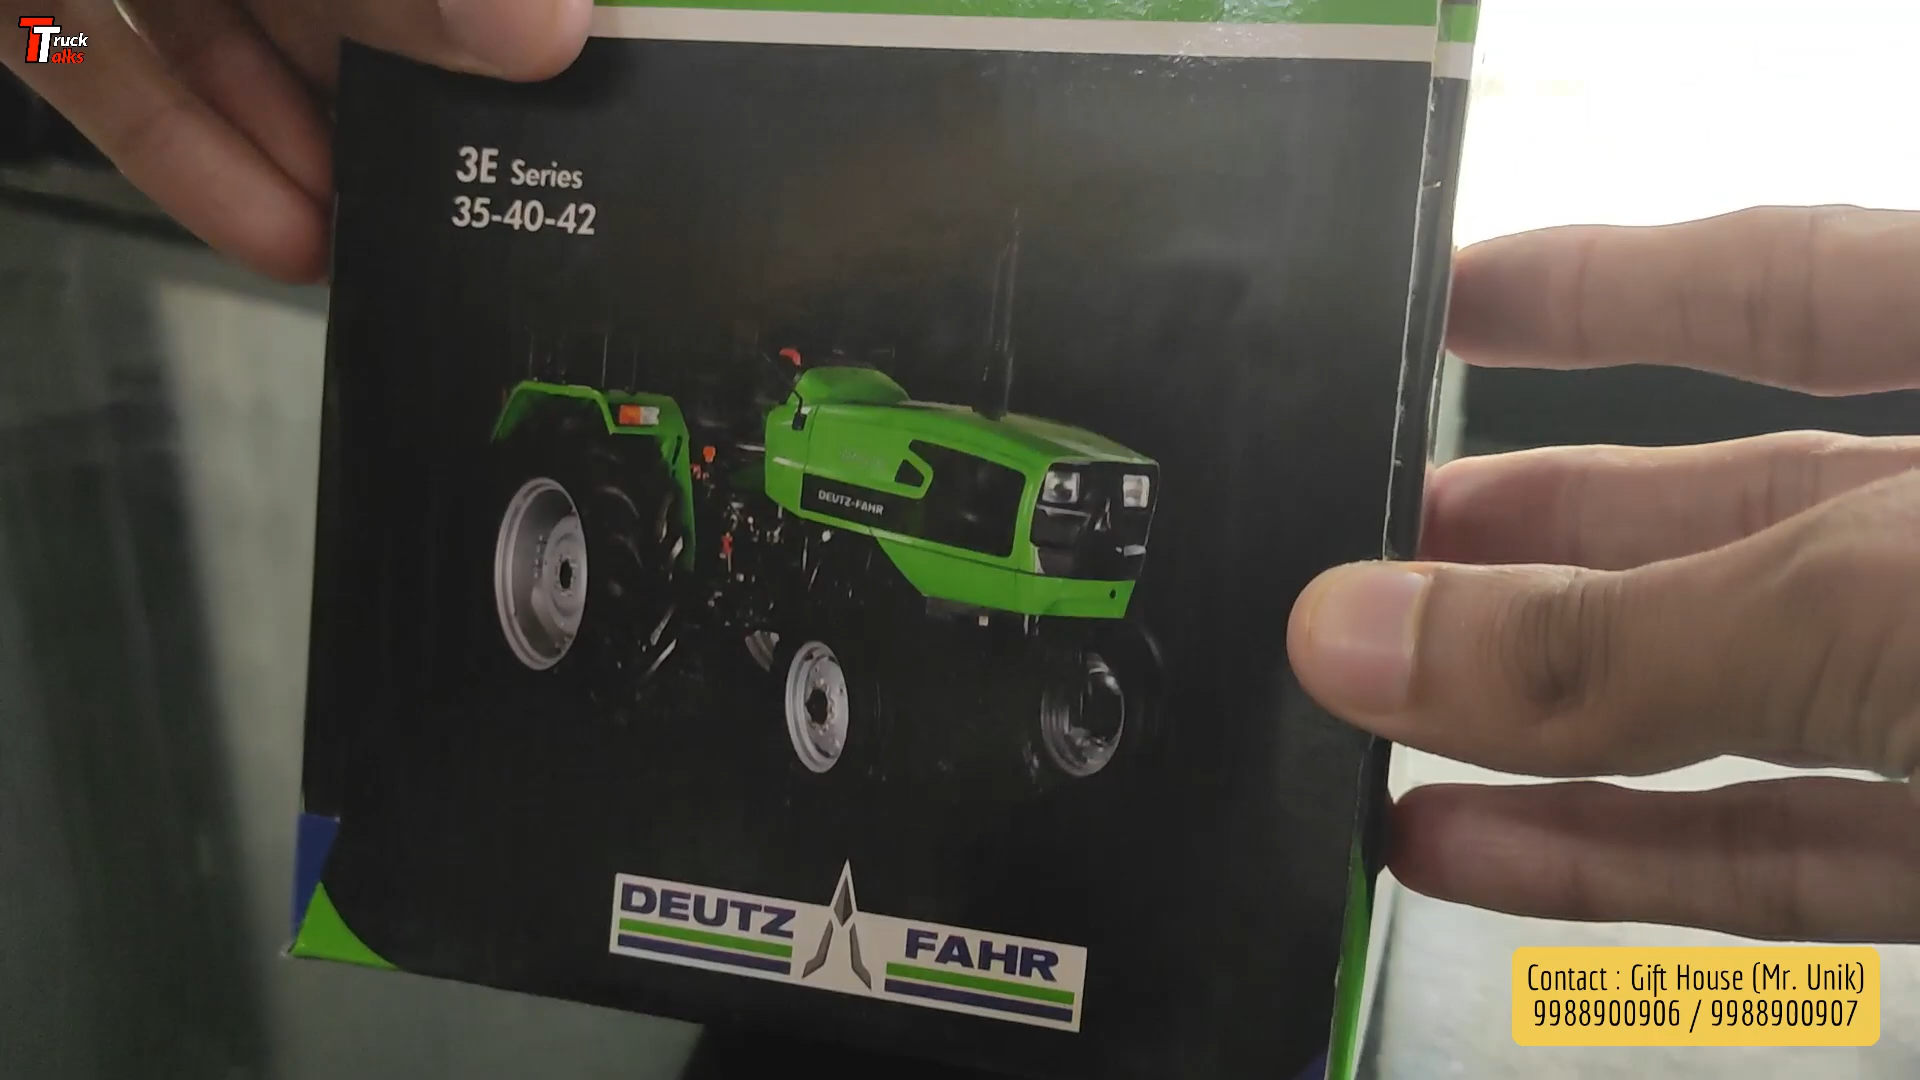 Truck
Talks
3E Series
35-40-42
DEUTZ-FAHR
DEUTZ FAHR
Contact : Gift House (Mr. Unik)
9988900906 / 9988900907